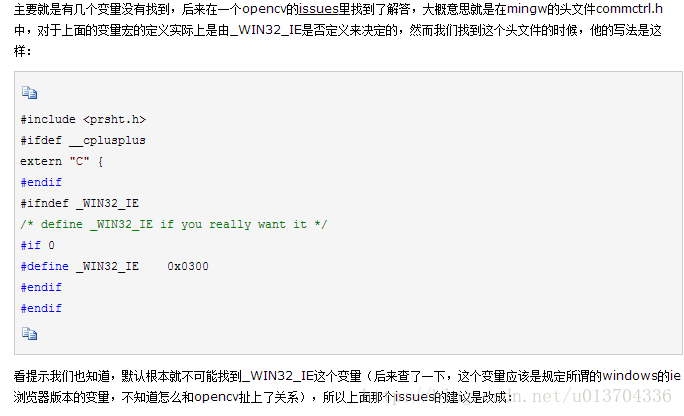 主要就是有几个变量没有找到，后来在一个opencv的issues里找到了解答，大概意思就是在mingw的头文件commctrl.h
中，对于上面的变量宏的定义实际上是由_WIN32_IE是否定义来决定的，然而我们找到这个头文件的时候，他的写法是这
样：
#include <prsht.h>
#ifdef __cplusplus
extern "C" {
#endif
#ifndef _WIN32_IE
/* define _WIN32_IE if you really want it */
#if 0
#define _WIN32_IE    0x0300
#endif
#endif
看提示我们也知道，默认根本就不可能找到_WIN32_IE这个变量（后来查了一下，这个变量应该是规定所谓的windows的ie
浏览器版本的变量，不知道怎么和opencv扯上了关系），所以上面那个issues的建议是改成：
net/u013704336